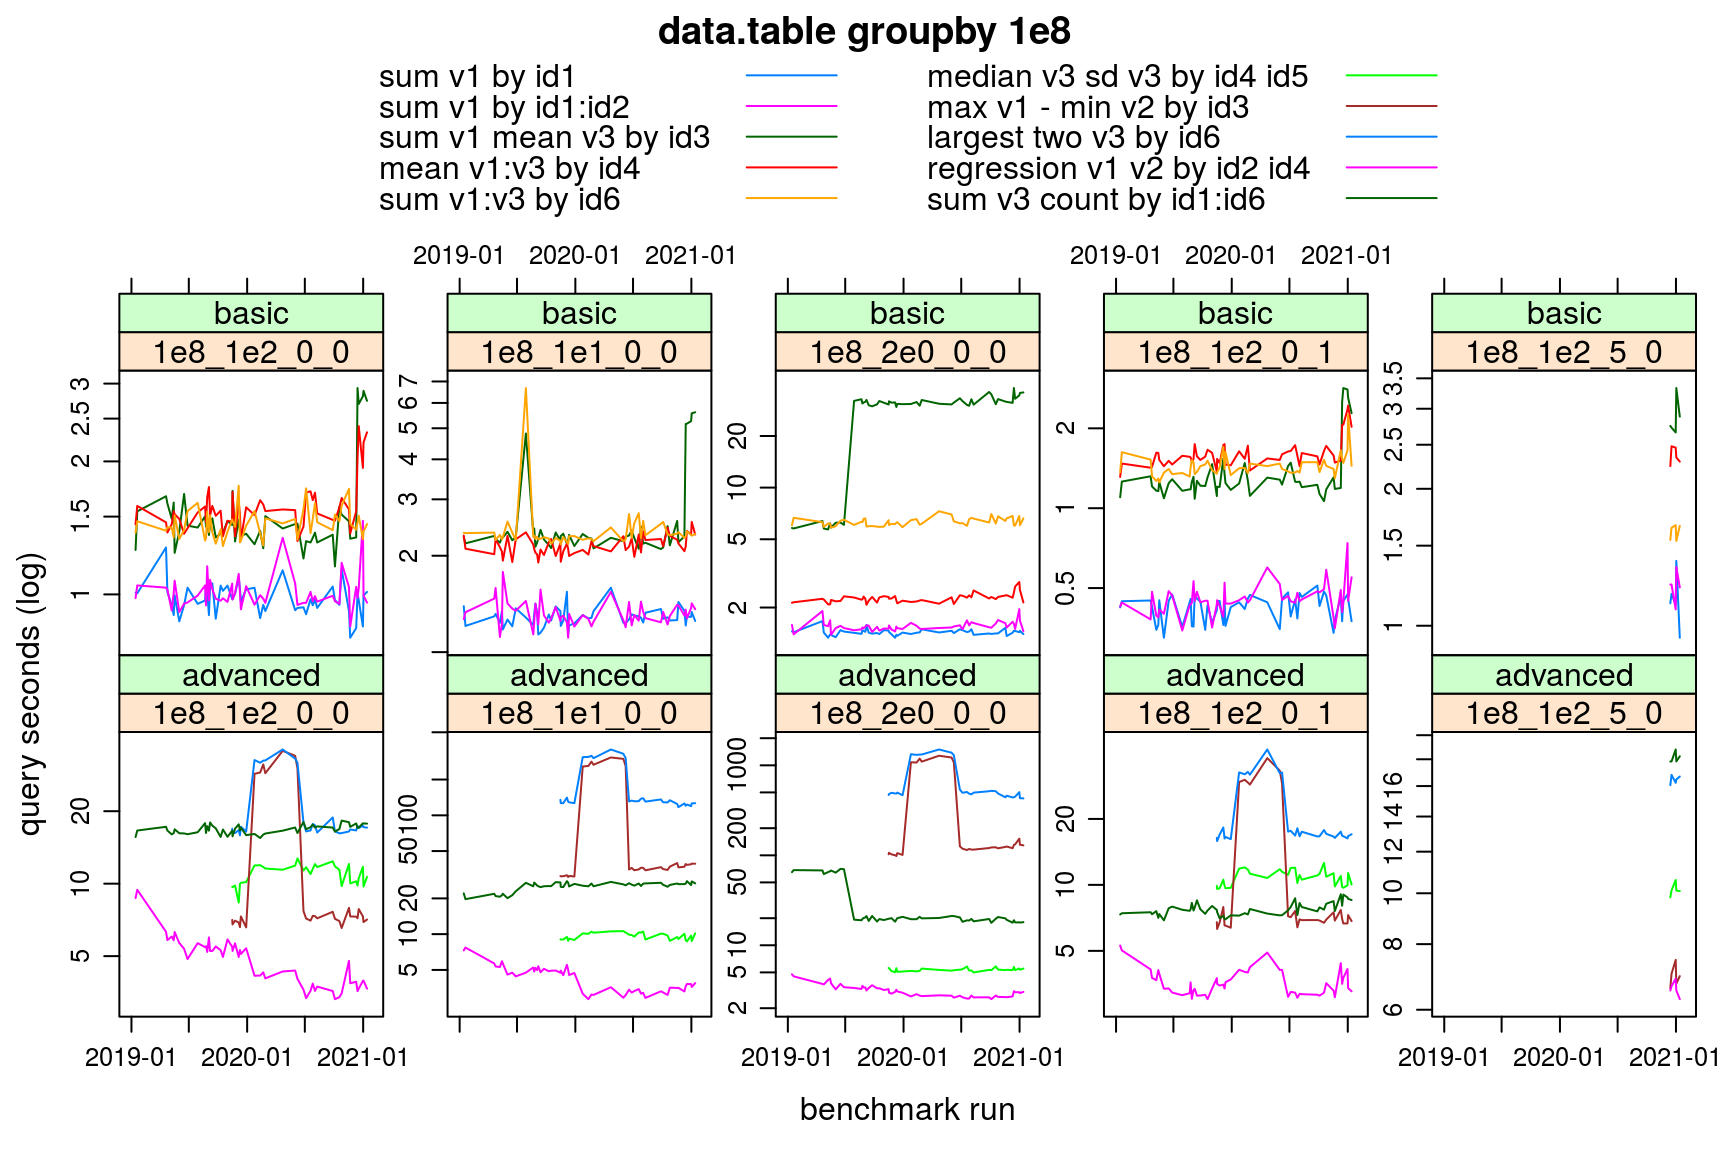 data.table groupby 1e8
sum v1 by id1
sum v1 by id1:id2
sum v1 mean v3 by id3
mean v1:v3 by id4
sum v1:v3 by id6
median v3 sd v3 by id4 id5
max v1 - min v2 by id3
largest two v3 by id6
regression v1 v2 by id2 id4
sum v3 count by id1:id6
2019-01 2020-01 2021-01
2019-01 2020-01 2021-01
basic
1e8_1e2_0_0
1 1.5 2 2.5 3
basic
1e8_1e1_0_0
2 3 4 5 6 7
basic
1e8_2e0_0_0
2 5 10 20
basic
1e8_1e2_0_1
0.5 1 2
basic
1e8_1e2_5_0
1 1.5 2 2.5 3 3.5
advanced
1e8_1e2_0_0
5 10 20
advanced
1e8_1e1_0_0
5 10 20 50 100
advanced
1e8_2e0_0_0
2 5 10 50 200 1000
advanced
1e8_1e2_0_1
5 10 20
advanced
1e8_1e2_5_0
6 8 10 12 14 16
2019-01 2020-01 2021-01
2019-01 2020-01 2021-01
2019-01 2020-01 2021-01
query seconds (log)
benchmark run